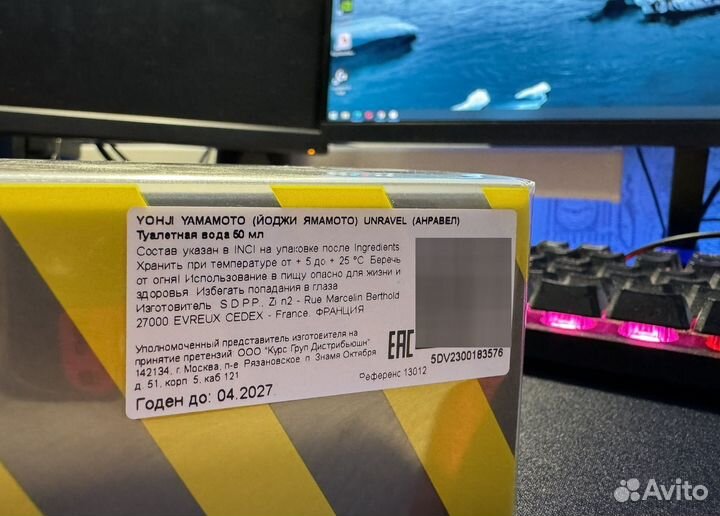 YOHJI YAMAMOTO (ЙОДЖИ ЯМАМОТО) UNRAVEL (АНРАВЕЛ)
Туалетная вода 50 мл
Состав указан в INCI на упаковке после Ingredients
Хранить при температуре от + 5 до + 25 °С. Беречь
от огня! Использование в пищу опасно для жизни и
здоровья. Избегать попадания в глаза
Изготовитель: S.D.P.P., Zi n2 - Rue Marcelin Berthold
27000 EVREUX CEDEX - France. ФРАНЦИЯ
Уполномоченный представитель изготовителя на
принятие претензий: ООО "Курс Груп Дистрибьюшн"
142134, г. Москва, п-е Рязановское, п. Знамя Октября
д. 51, корп. 5, каб 121
EAC
5DV2300183576
Референс 13012
Годен до: 04.2027
Avito